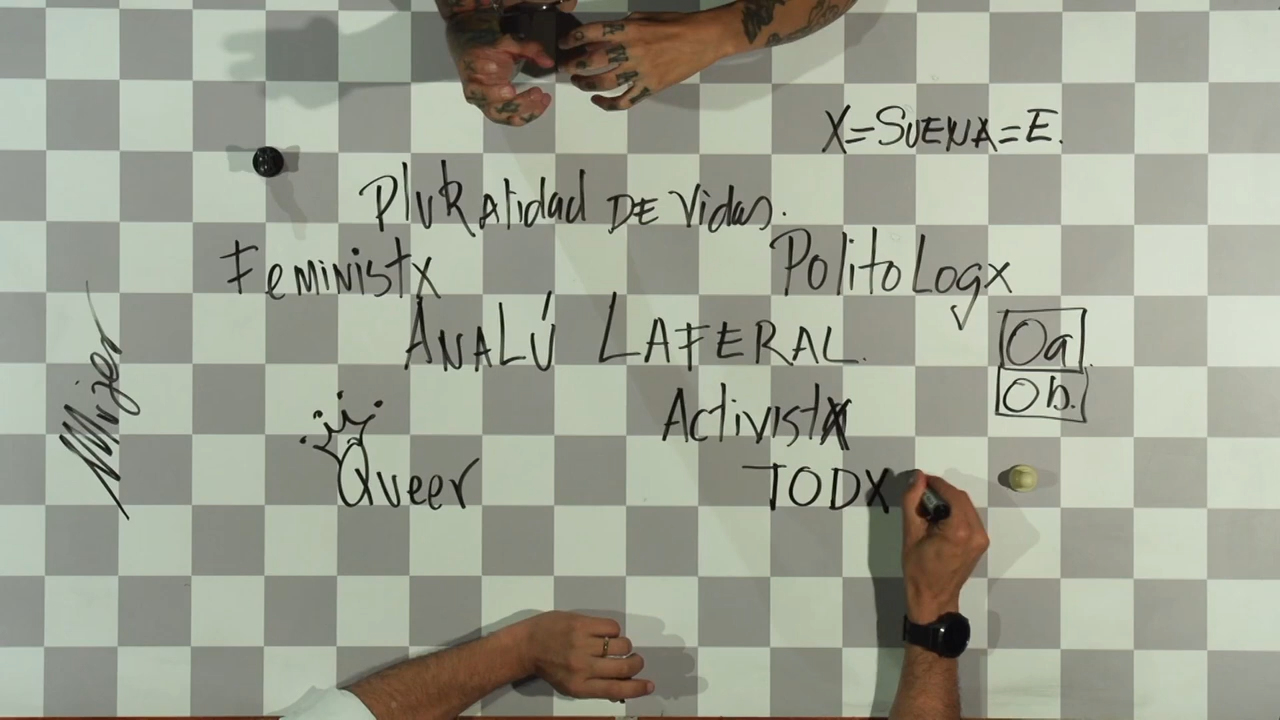 X=SUENA=E.
PluRalidad DE Vidas.
Feministx
PolitoLogx
ANALÚ LAFERAL.
Oa.
Ob.
Mujer
Activistx
Queer
TODX